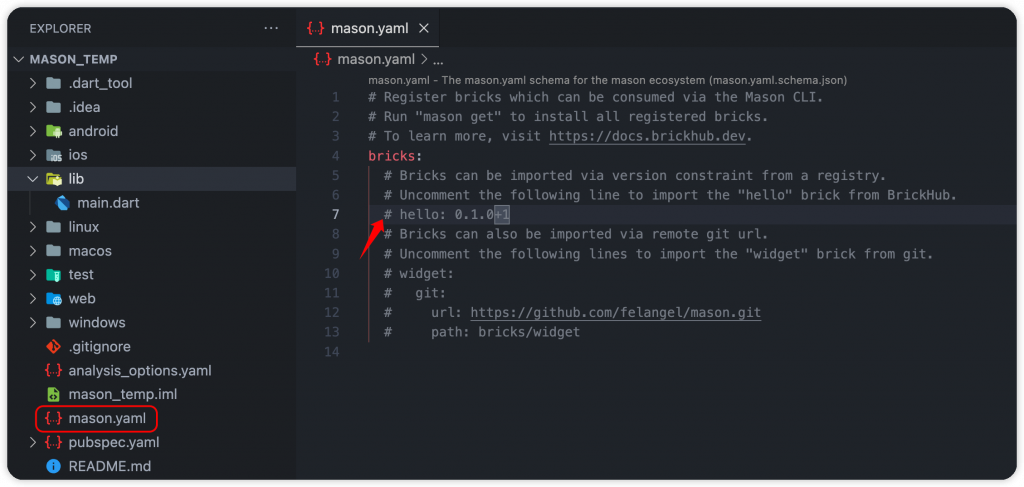 EXPLORER
...
MASON_TEMP
.dart_tool
.idea
android
ios
lib
main.dart
linux
macos
test
web
windows
.gitignore
analysis_options.yaml
mason_temp.iml
mason.yaml
pubspec.yaml
README.md
mason.yaml
mason.yaml > ...
mason.yaml - The mason.yaml schema for the mason ecosystem (mason.yaml.schema.json)
1 # Register bricks which can be consumed via the Mason CLI.
2 # Run "mason get" to install all registered bricks.
3 # To learn more, visit https://docs.brickhub.dev.
4 bricks:
5 # Bricks can be imported via version constraint from a registry.
6 # Uncomment the following line to import the "hello" brick from BrickHub.
7 # hello: 0.1.0+1
8 # Bricks can also be imported via remote git url.
9 # Uncomment the following lines to import the "widget" brick from git.
10 # widget:
11 #   git:
12 #     url: https://github.com/felangel/mason.git
13 #     path: bricks/widget
14